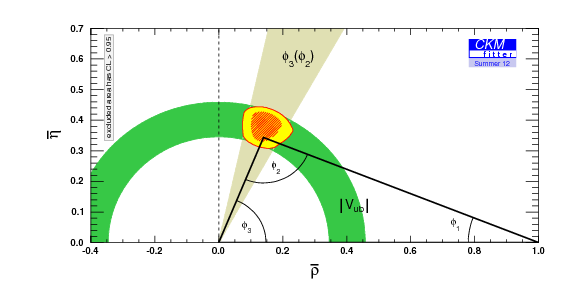 0.7
0.6
0.5
0.4
0.3
0.2
0.1
0.0
-0.4
-0.2
0.0
0.2
0.4
0.6
0.8
1.0
η̅
ρ̅
excluded area has CL > 0.95
ϕ3(ϕ2)
CKM
fitter
Summer 12
ϕ2
ϕ3
ϕ1
|Vub|